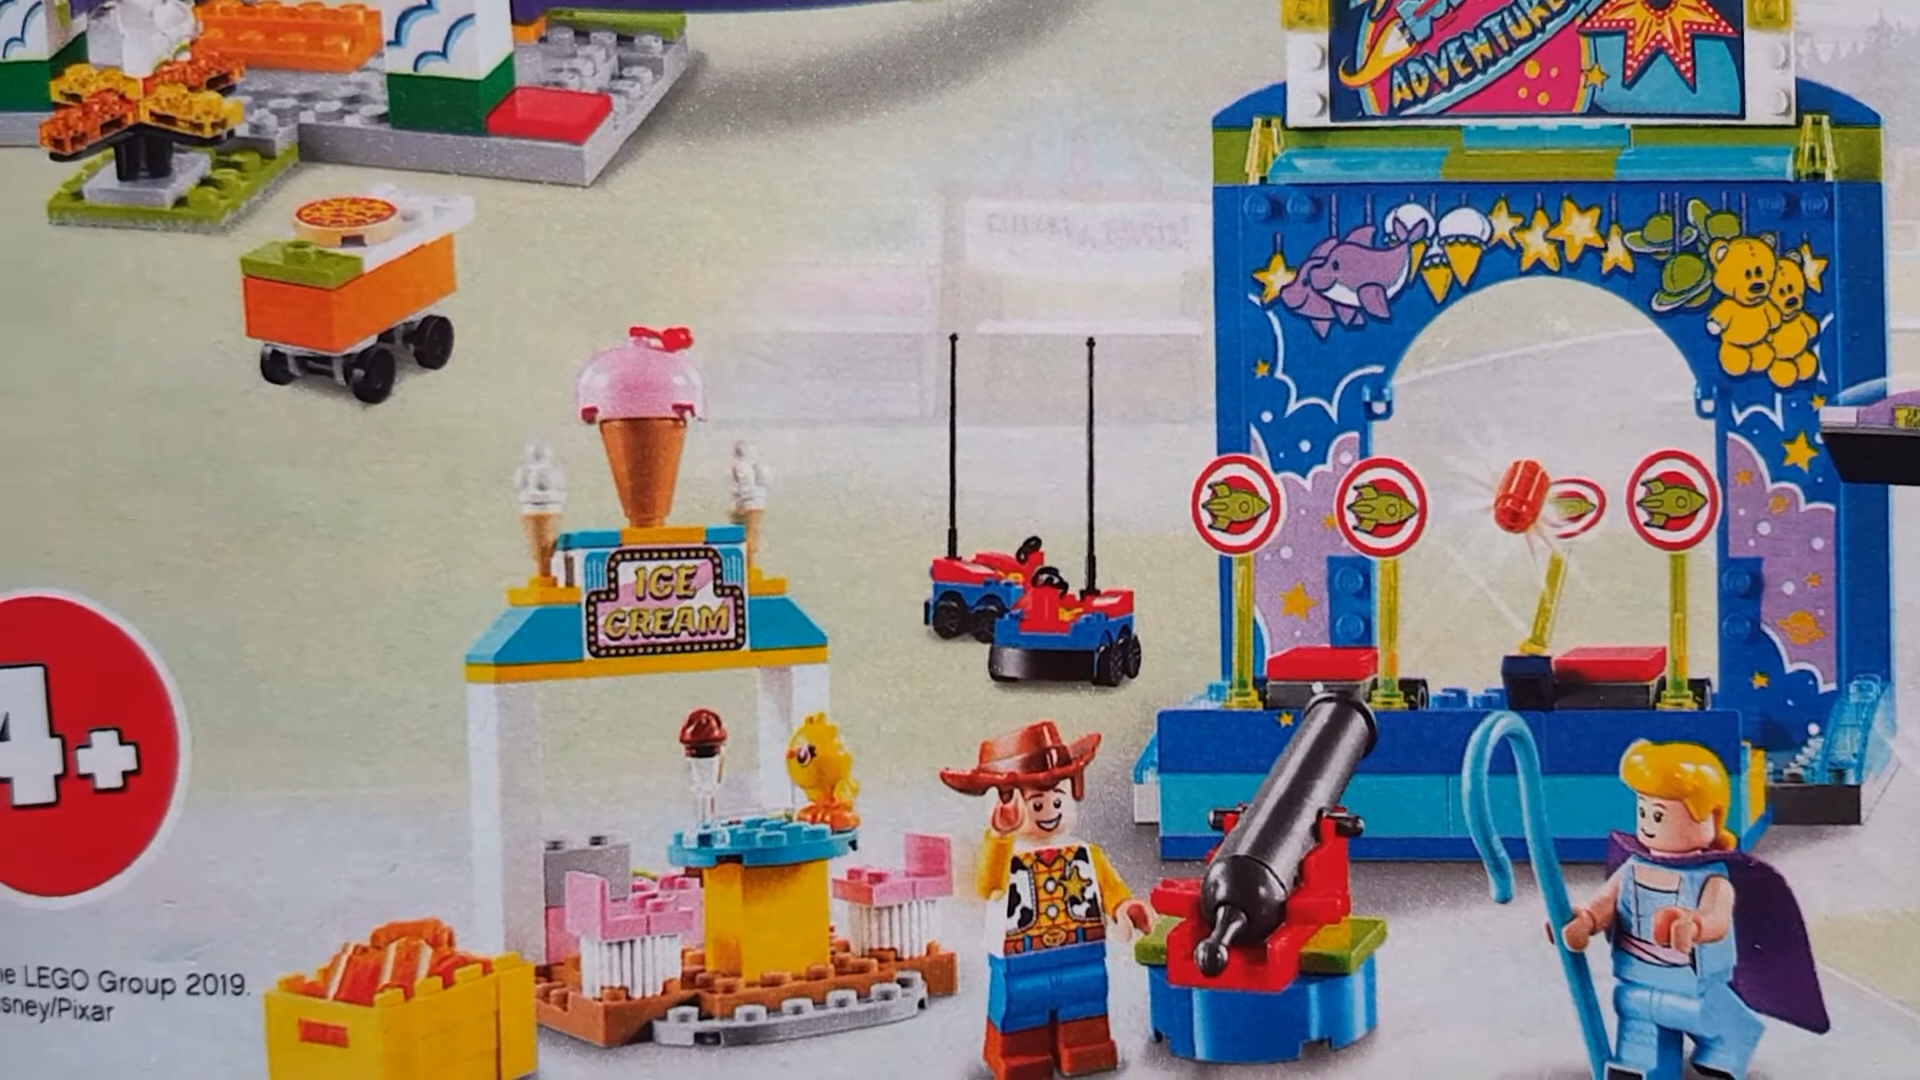 ADVENTURE
ICE
CREAM
4+
he LEGO Group 2019.
sney/Pixar